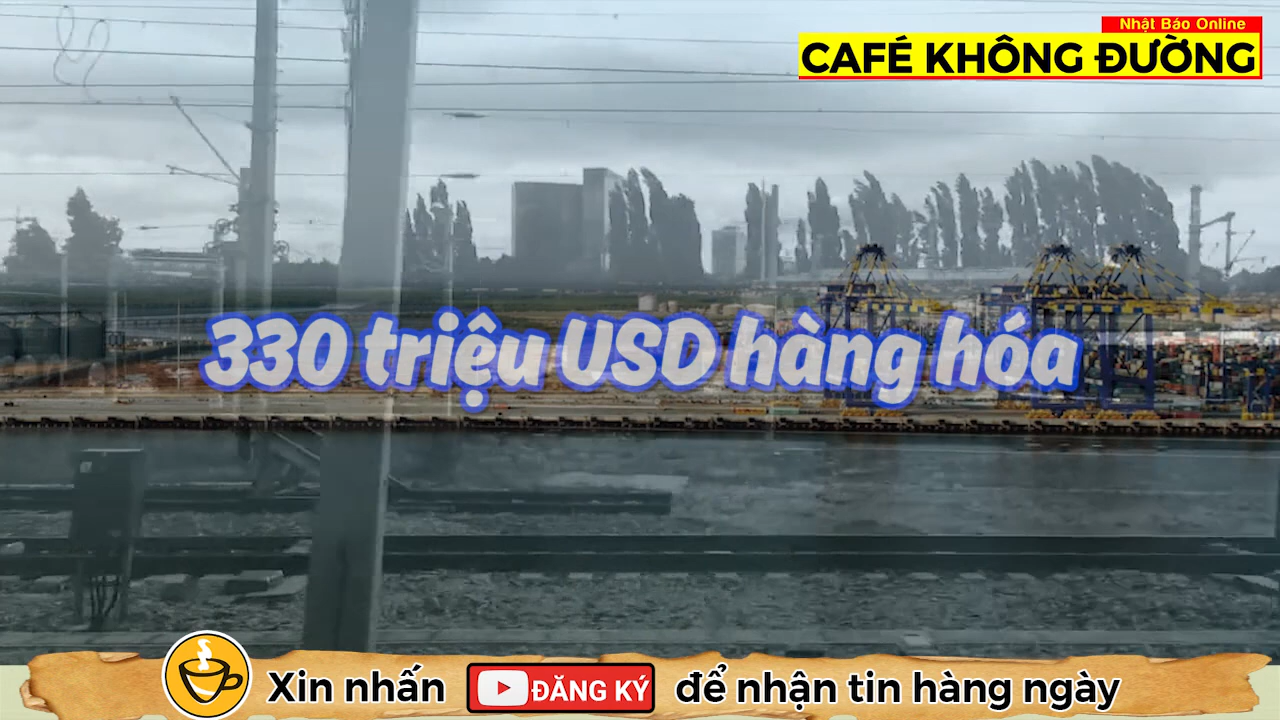 Nhật Báo Online
CAFÉ KHÔNG ĐƯỜNG
330 triệu USD hàng hóa
Xin nhấn ĐĂNG KÝ để nhận tin hàng ngày